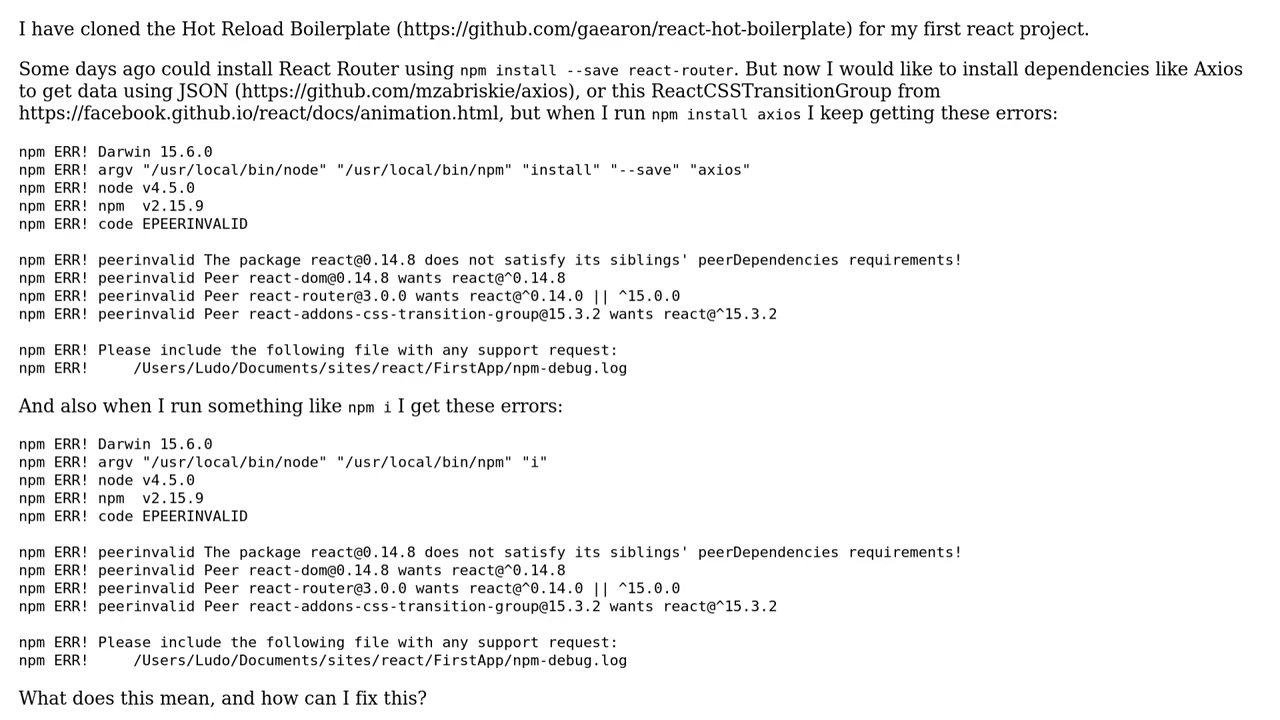 I have cloned the Hot Reload Boilerplate (https://github.com/gaearon/react-hot-boilerplate) for my first react project.
Some days ago could install React Router using npm install --save react-router. But now I would like to install dependencies like Axios
to get data using JSON (https://github.com/mzabriskie/axios), or this ReactCSSTransitionGroup from
https://facebook.github.io/react/docs/animation.html, but when I run npm install axios I keep getting these errors:
npm ERR! Darwin 15.6.0
npm ERR! argv "/usr/local/bin/node" "/usr/local/bin/npm" "install" "--save" "axios"
npm ERR! node v4.5.0
npm ERR! npm  v2.15.9
npm ERR! code EPEERINVALID
npm ERR! peerinvalid The package react@0.14.8 does not satisfy its siblings' peerDependencies requirements!
npm ERR! peerinvalid Peer react-dom@0.14.8 wants react@^0.14.8
npm ERR! peerinvalid Peer react-router@3.0.0 wants react@^0.14.0 || ^15.0.0
npm ERR! peerinvalid Peer react-addons-css-transition-group@15.3.2 wants react@^15.3.2
npm ERR! Please include the following file with any support request:
npm ERR!     /Users/Ludo/Documents/sites/react/FirstApp/npm-debug.log
And also when I run something like npm i I get these errors:
npm ERR! Darwin 15.6.0
npm ERR! argv "/usr/local/bin/node" "/usr/local/bin/npm" "i"
npm ERR! node v4.5.0
npm ERR! npm  v2.15.9
npm ERR! code EPEERINVALID
npm ERR! peerinvalid The package react@0.14.8 does not satisfy its siblings' peerDependencies requirements!
npm ERR! peerinvalid Peer react-dom@0.14.8 wants react@^0.14.8
npm ERR! peerinvalid Peer react-router@3.0.0 wants react@^0.14.0 || ^15.0.0
npm ERR! peerinvalid Peer react-addons-css-transition-group@15.3.2 wants react@^15.3.2
npm ERR! Please include the following file with any support request:
npm ERR!     /Users/Ludo/Documents/sites/react/FirstApp/npm-debug.log
What does this mean, and how can I fix this?